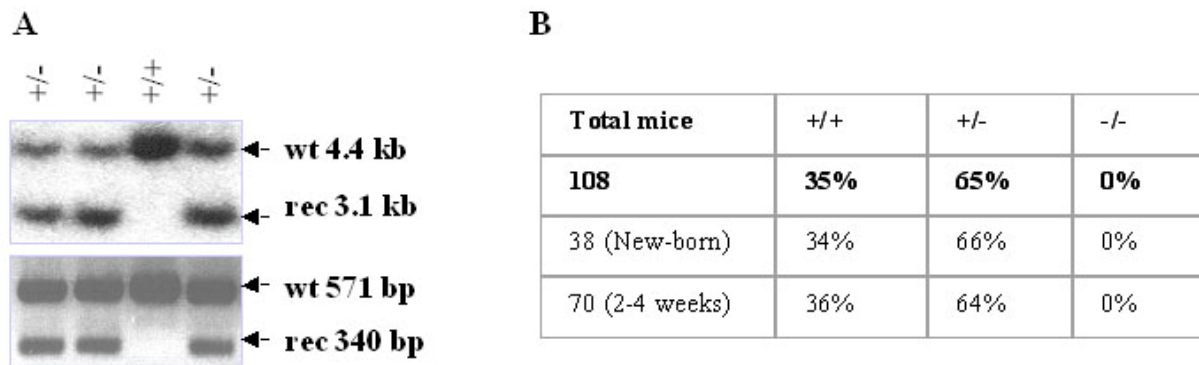 A
+/- +/- +/+ +/-
wt 4.4 kb
rec 3.1 kb
wt 571 bp
rec 340 bp
B
Total mice +/+ +/- -/-
108 35% 65% 0%
38 (New-born) 34% 66% 0%
70 (2-4 weeks) 36% 64% 0%